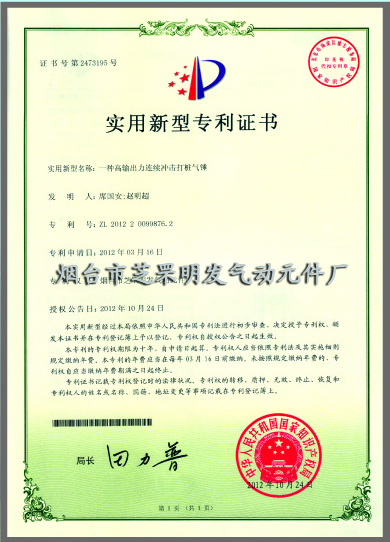 证书号第2473195号
实用新型专利证书
实用新型名称：一种高输出力连续冲击打桩气锤
发明人：席国安;赵明超
专利号：ZL 2012 2 0099876.2
专利申请日：2012年03月16日
烟台市芝罘明发气动元件厂
授权公告日：2012年10月24日
本实用新型经过本局依照中华人民共和国专利法进行初步审查，决定授予专利权，颁
发本证书并在专利登记簿上予以登记。专利权自授权公告之日起生效。
本专利的专利权期限为十年，自申请日起算。专利权人应当依照专利法及其实施细则
规定缴纳年费。本专利的年费应当在每年03月16日前缴纳。未按照规定缴纳年费的，专
利权自应当缴纳年费期满之日起终止。
专利证书记载专利权登记时的法律状况。专利权的转移、质押、无效、终止、恢复和
专利权人的姓名或名称、国籍、地址变更等事项记载在专利登记簿上。
局长 田力普
中华人民共和国国家知识产权局
2012年10月24日
第1页（共1页）